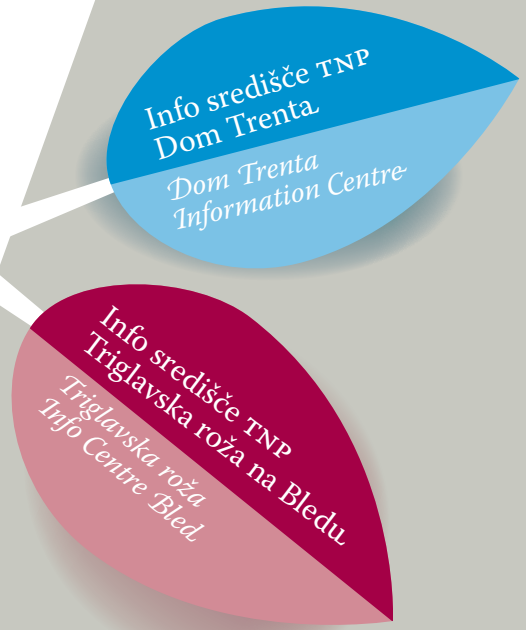 Info središče TNP
Dom Trenta
Dom Trenta
Information Centre
Info središče TNP
Triglavska roža na Bledu
Triglavska roža
Info Centre Bled